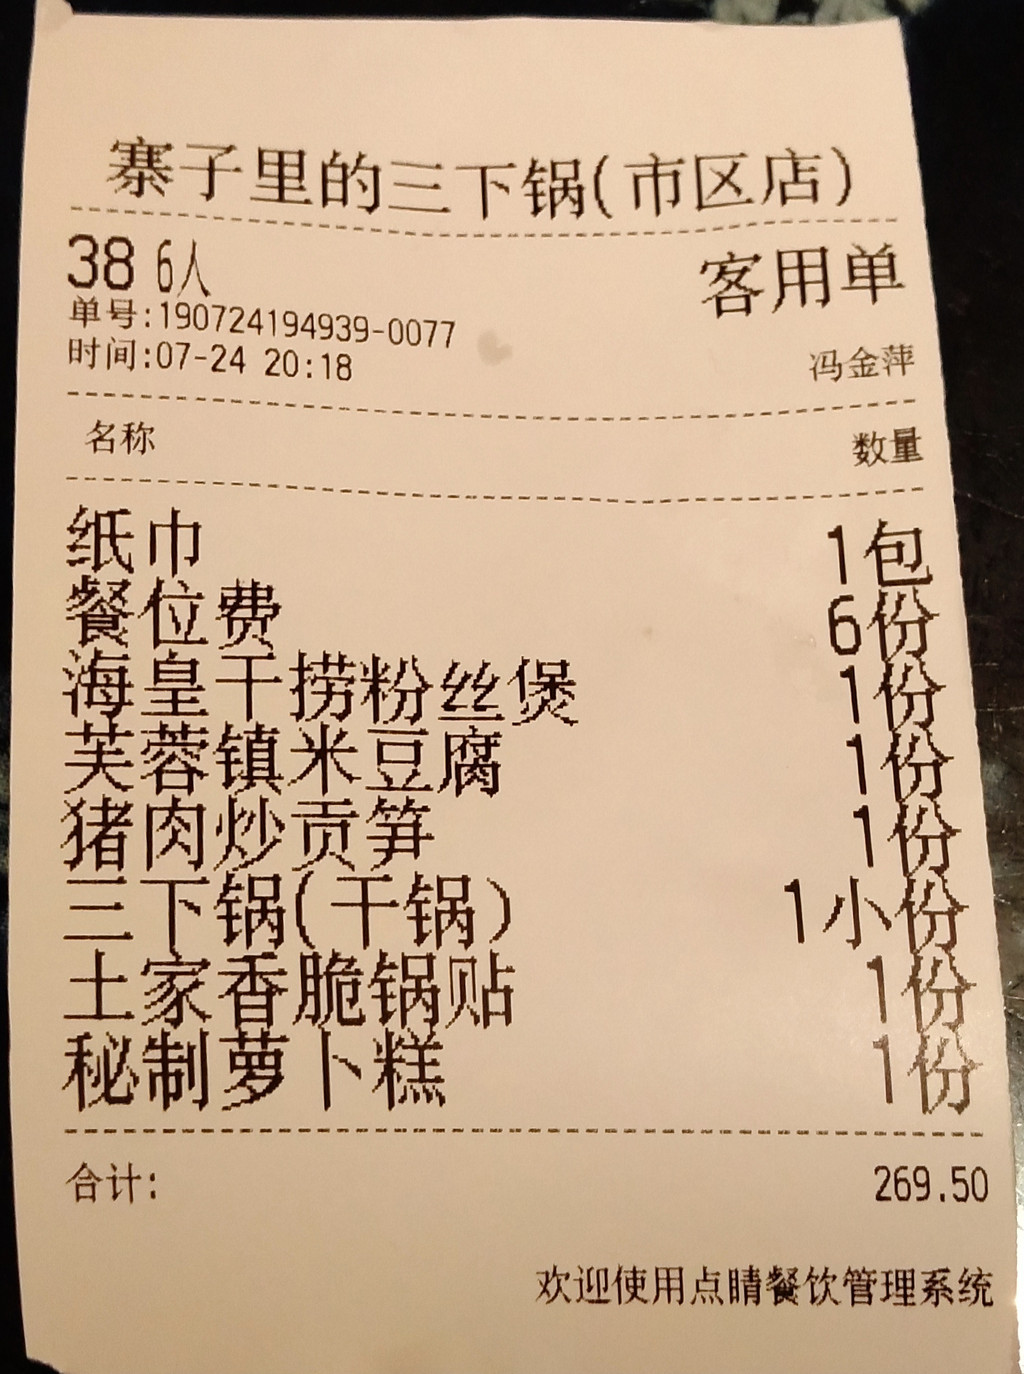 寨子里的三下锅(市区店)
38 6人 客用单
单号:190724194939-0077
时间:07-24 20:18 冯金萍
名称 数量
纸巾 1包
餐位费 6份
海皇干捞粉丝煲 1份
芙蓉镇米豆腐 1份
猪肉炒贡笋 1份
三下锅(干锅) 1小份
土家香脆锅贴 1份
秘制萝卜糕 1份
合计: 269.50
欢迎使用点睛餐饮管理系统